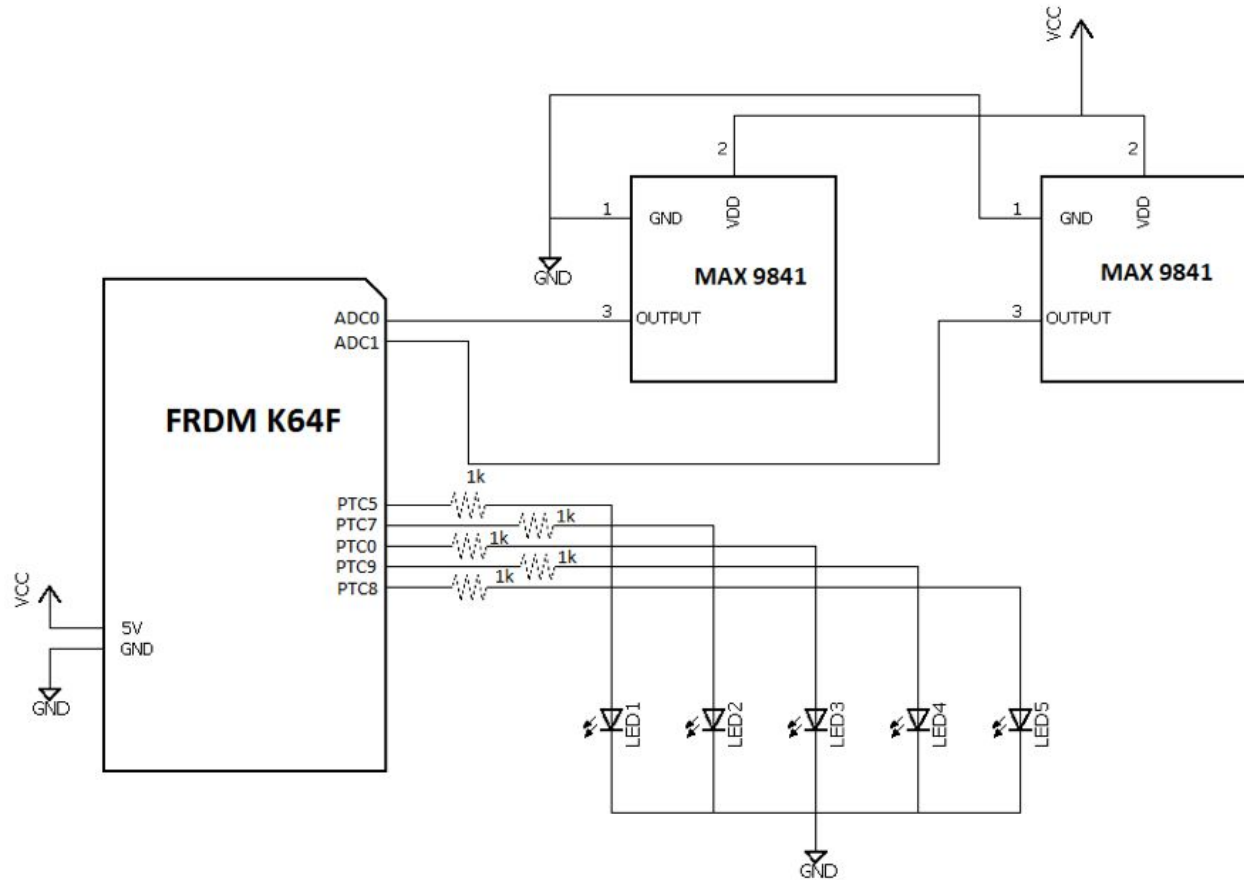 VCC
2
2
1
GND
VDD
1
GND
VDD
GND
MAX 9841
MAX 9841
ADC0
3
OUTPUT
3
OUTPUT
ADC1
FRDM K64F
1k
PTC5
1k
PTC7
1k
PTC0
1k
PTC9
1k
PTC8
VCC
5V
GND
GND
LED1
LED2
LED3
LED4
LED5
GND